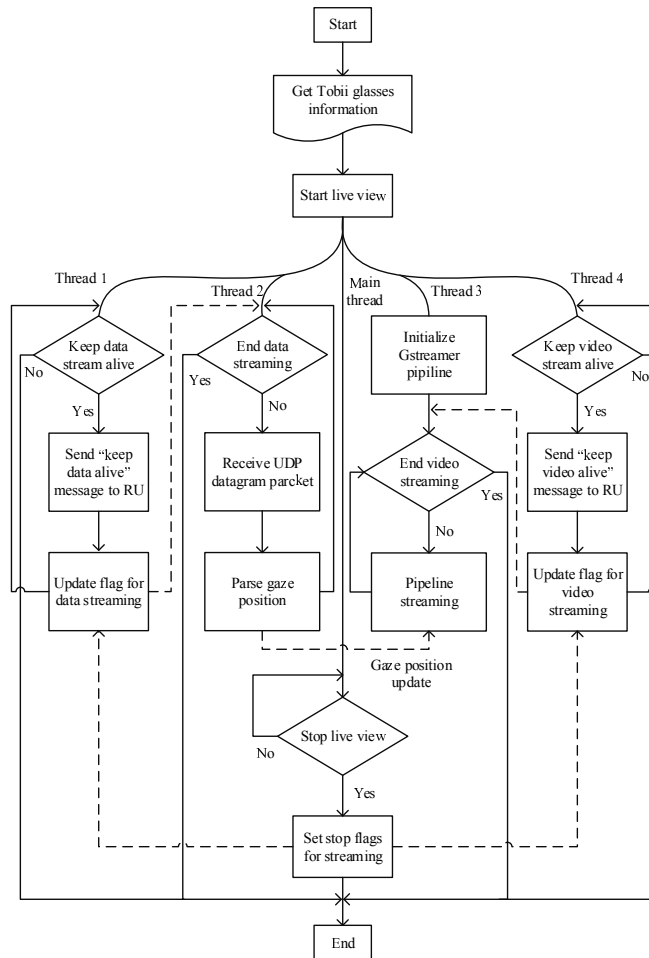 Start
Get Tobii glasses
information
Start live view
Thread 1
Thread 2
Main
thread
Thread 3
Thread 4
Keep data
stream alive
No
Yes
End data
streaming
Yes
No
Initialize
Gstreamer
pipiline
Keep video
stream alive
No
Yes
Send “keep
data alive”
message to RU
Receive UDP
datagram parcket
End video
streaming
Yes
No
Send “keep
video alive”
message to RU
Update flag for
data streaming
Parse gaze
position
Pipeline
streaming
Update flag for
video
streaming
Gaze position
update
Stop live view
No
Yes
Set stop flags
for streaming
End